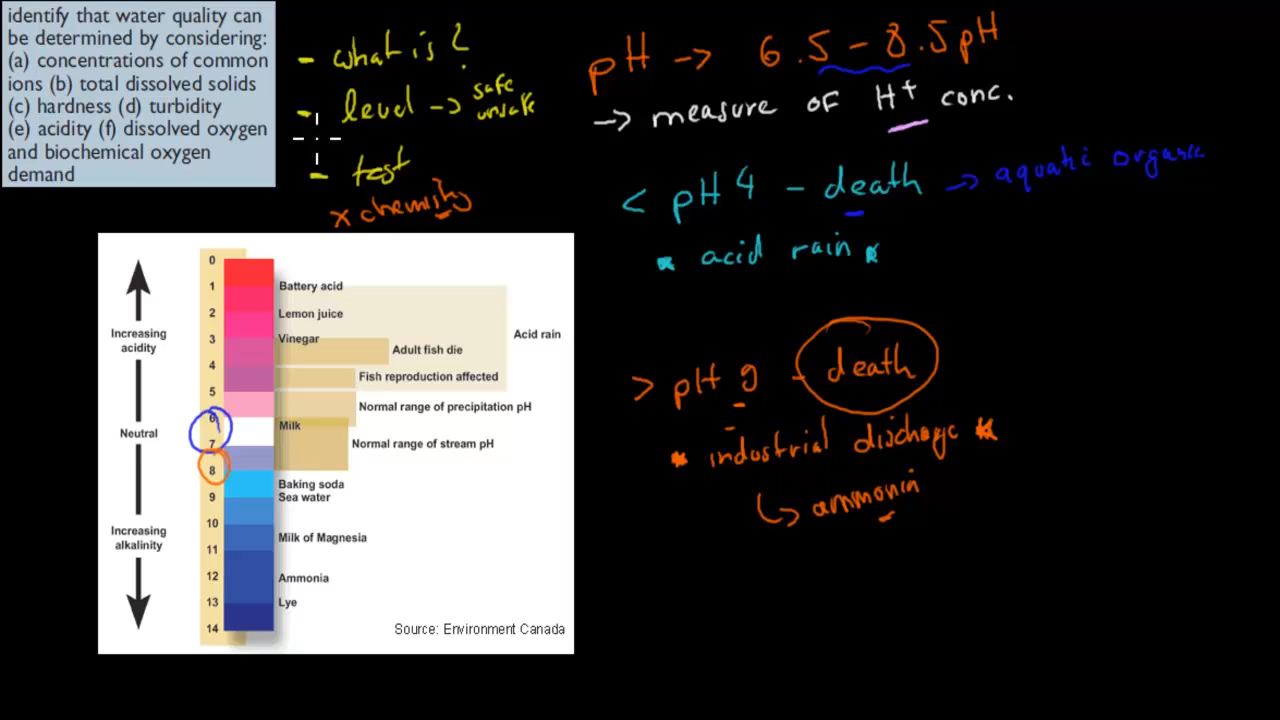 identify that water quality can
be determined by considering:
(a) concentrations of common
ions (b) total dissolved solids
(c) hardness (d) turbidity
(e) acidity (f) dissolved oxygen
and biochemical oxygen
demand
- what is ?
- level → safe
unsafe
- test
x chemistry
pH → 6.5 - 8.5 pH
→ measure of H+ conc.
< pH 4 - death → aquatic organic
* acid rain *
> pH 9 - death
* industrial discharge *
↳ ammonia
0
1
2
3
4
5
6
7
8
9
10
11
12
13
14
Increasing
acidity
Neutral
Increasing
alkalinity
Battery acid
Lemon juice
Vinegar
Adult fish die
Acid rain
Fish reproduction affected
Normal range of precipitation pH
Milk
Normal range of stream pH
Baking soda
Sea water
Milk of Magnesia
Ammonia
Lye
Source: Environment Canada